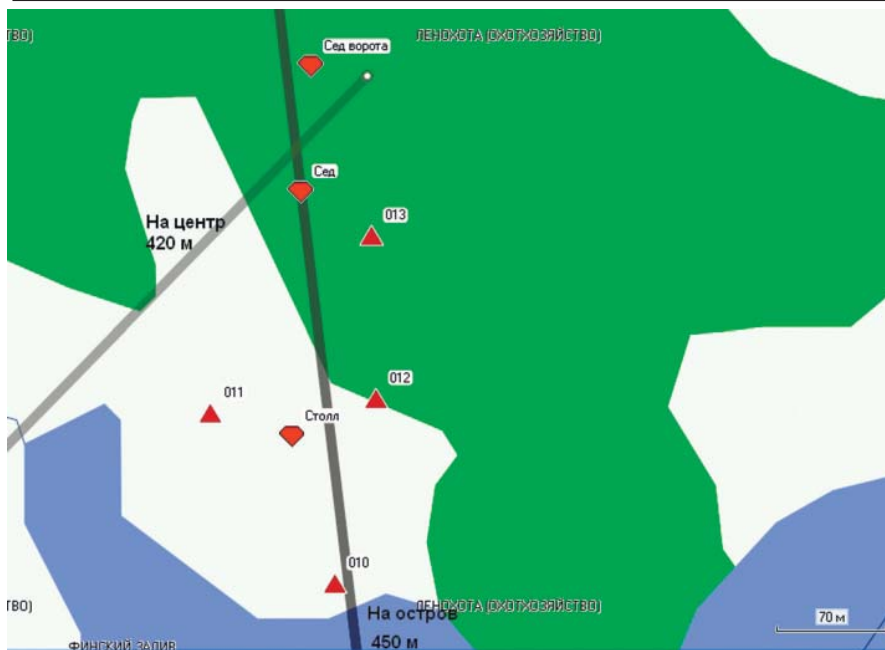 ТВО)
ЛЕНОХОТА (ОХОТХОЗЯЙСТВО)
Сед ворота
Сед
013
На центр
420 м
012
011
Столл
010
ТВО)
На остров
ЛЕНОХОТА (ОХОТХОЗЯЙСТВО)
70 м
450 м
ФИНСКИЙ ЗАЛИВ